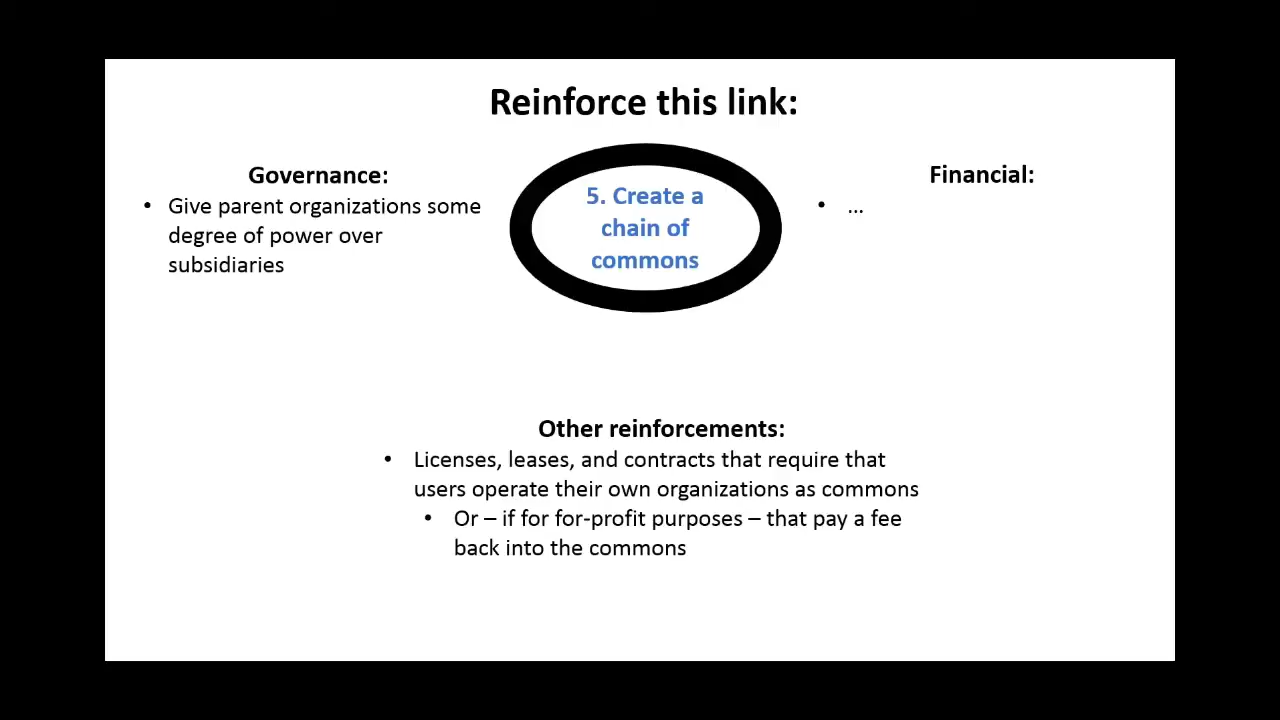 Reinforce this link:
Governance:
• Give parent organizations some
degree of power over
subsidiaries
5. Create a
chain of
commons
Financial:
• ...
Other reinforcements:
• Licenses, leases, and contracts that require that
users operate their own organizations as commons
• Or – if for for-profit purposes – that pay a fee
back into the commons